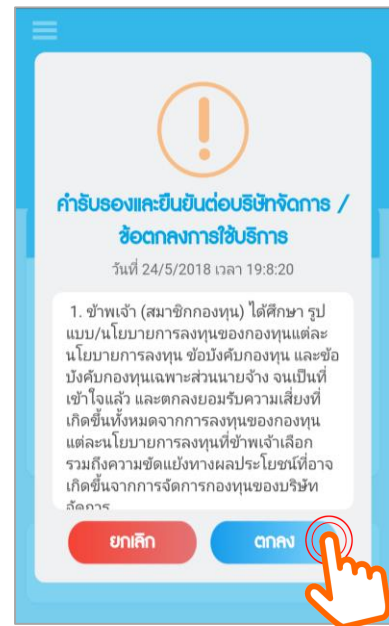 คำรับรองและยืนยันต่อบริษัทจัดการ /
ข้อตกลงการใช้บริการ
วันที่ 24/5/2018 เวลา 19:8:20
1. ข้าพเจ้า (สมาชิกกองทุน) ได้ศึกษา รูป
แบบ/นโยบายการลงทุนของกองทุนแต่ละ
นโยบายการลงทุน ข้อบังคับกองทุน และข้อ
บังคับกองทุนเฉพาะส่วนนายจ้าง จนเป็นที่
เข้าใจแล้ว และตกลงยอมรับความเสี่ยงที่
เกิดขึ้นทั้งหมดจากการลงทุนของกองทุน
แต่ละนโยบายการลงทุนที่ข้าพเจ้าเลือก
รวมถึงความขัดแย้งทางผลประโยชน์ที่อาจ
เกิดขึ้นจากการจัดการกองทุนของบริษัท
จัดการ
ยกเลิก
ตกลง